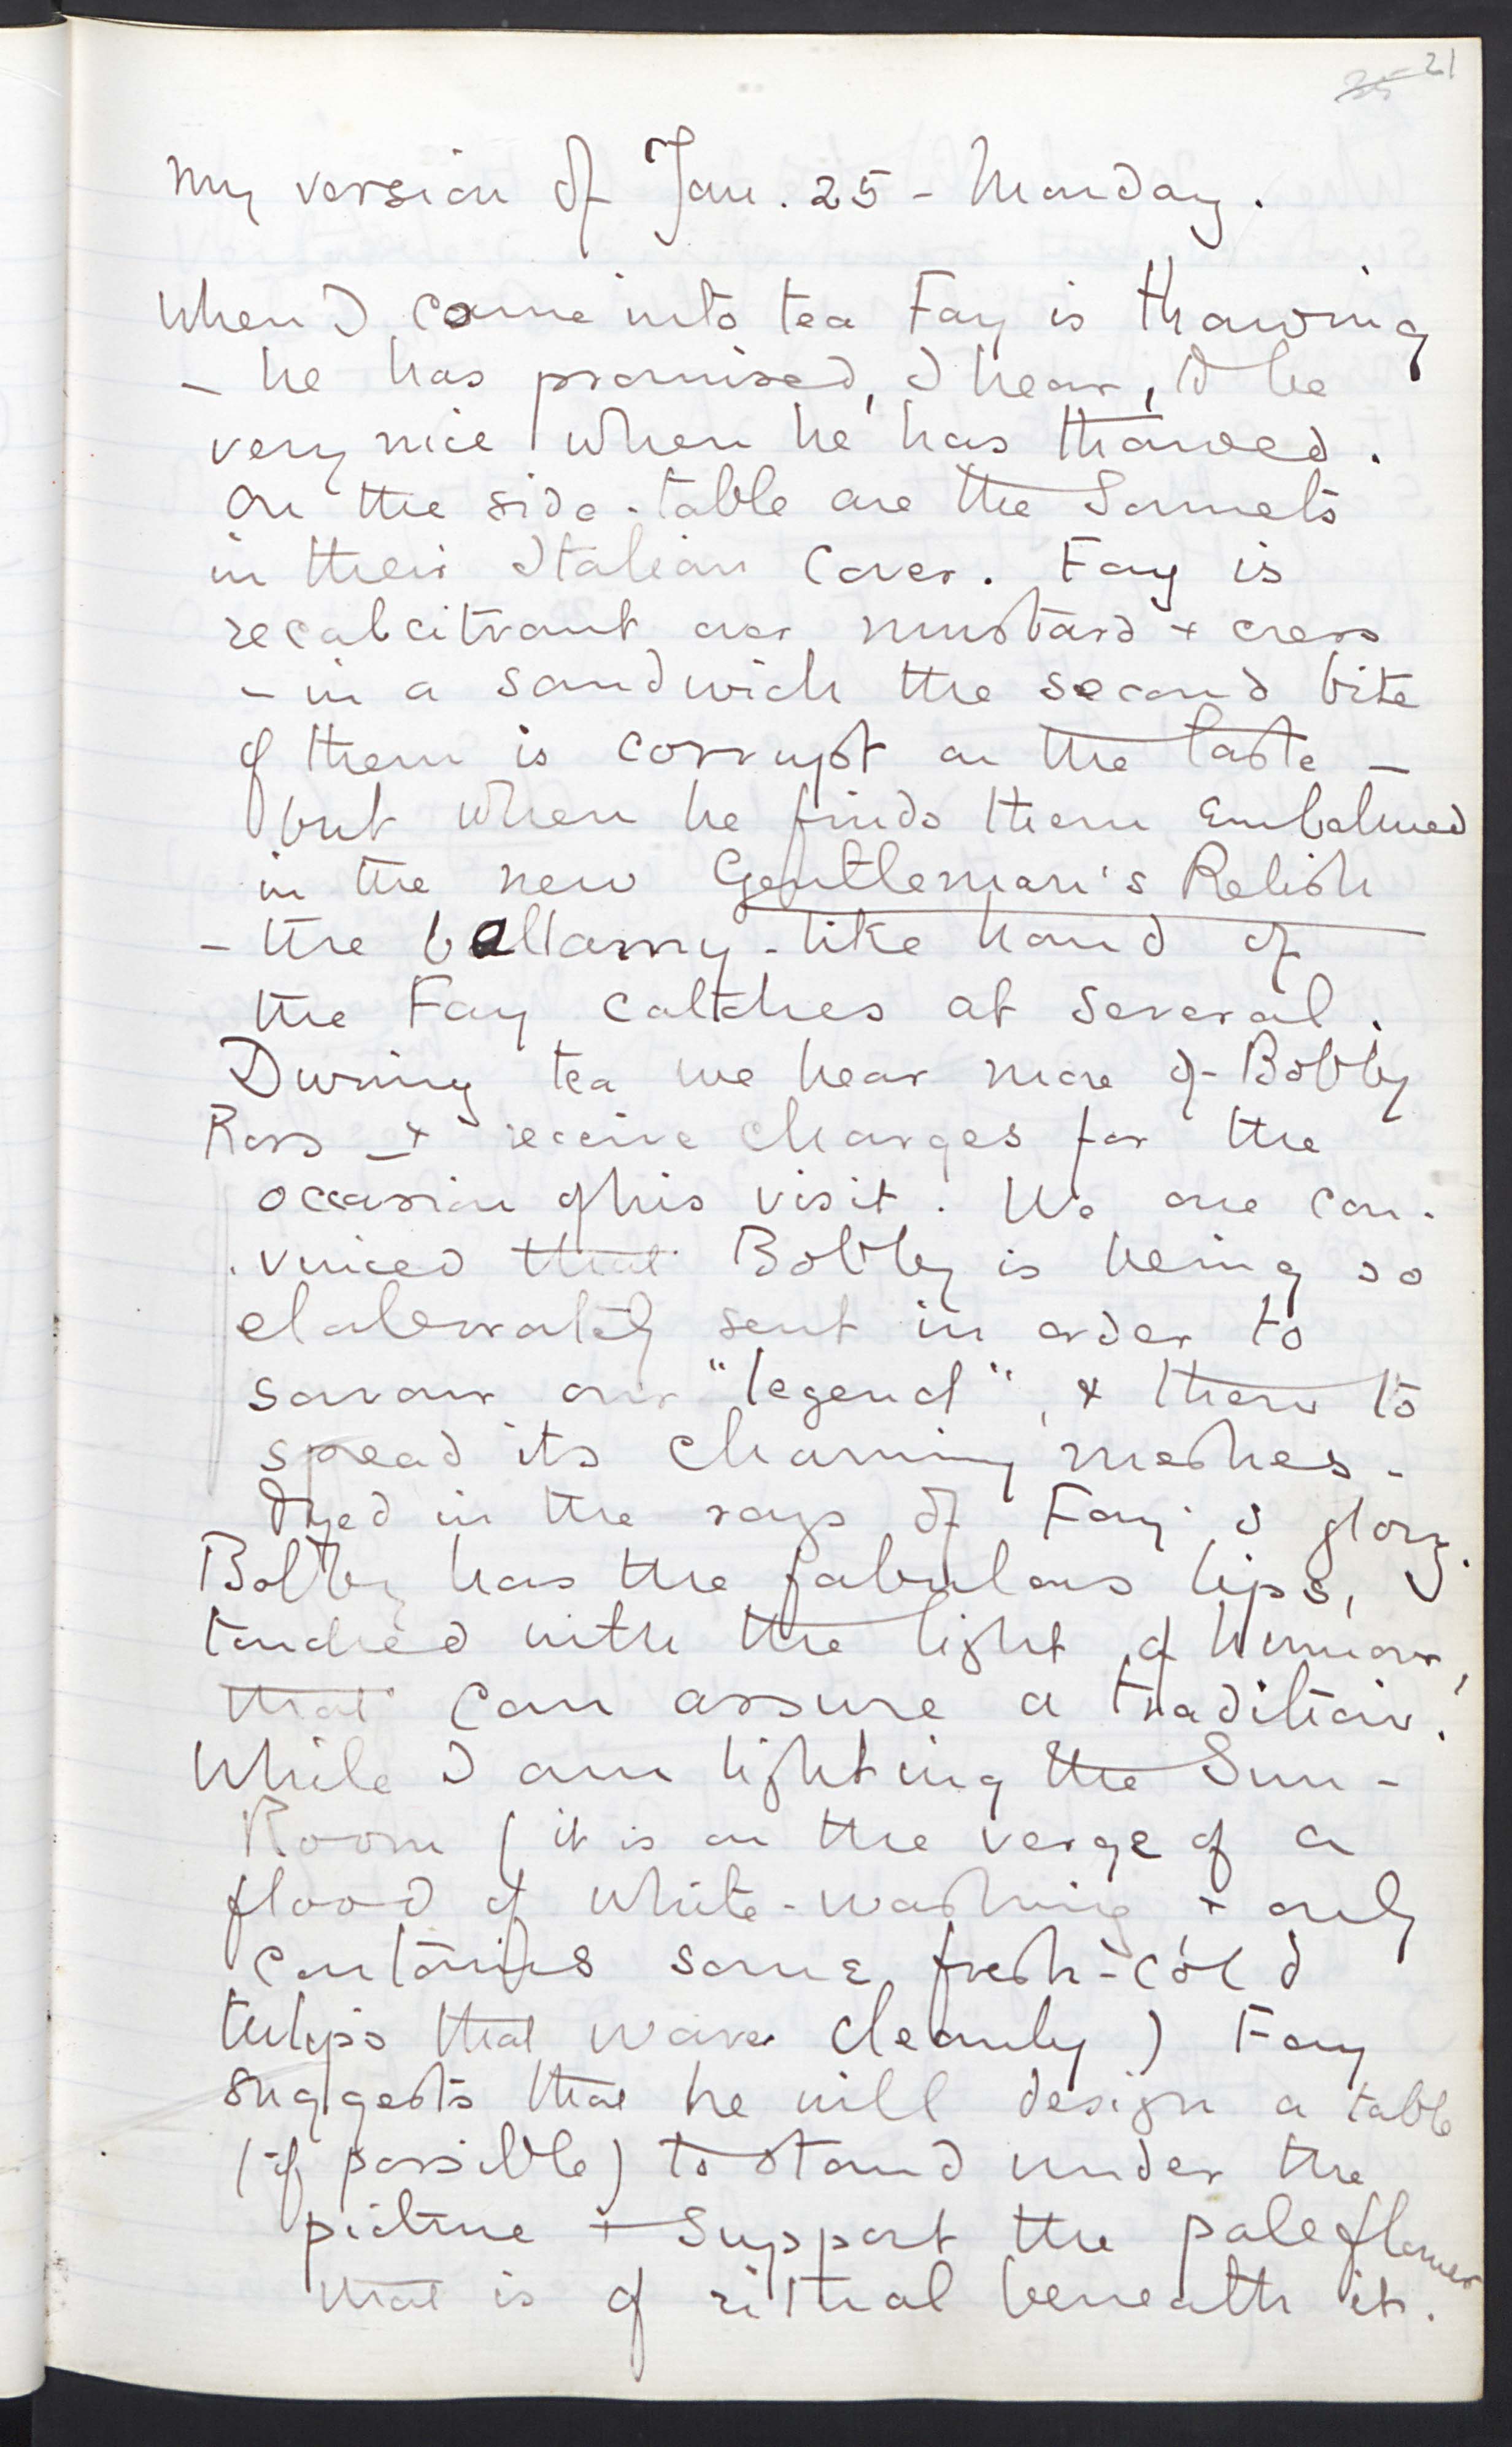 21
25
My version of Jan. 25 - Monday.
When I come into tea Fay is thawing
- he has promised, I hear, to be
very nice when he has thawed.
On the side-table are the Sonnets
in their Italian cover. Fay is
recalcitrant over mustard + cress
- in a sandwich the second bite
of them is corrupt on the taste -
but when he finds them embalmed
in the new Gentleman's Relish
- the bellamy-like hand of
the Fay catches at several.
During tea we hear more of Bobby
Ross - + receive charges for the
occasion of his visit. We are con-
vinced that Bobby is being so
elaborately sent in order to
savour our "legend", + then to
spread its charming meshes -
dyed in the rays of Fay's glory.
Bobby has the fabulous lips,
touched with the light of humour,
that can assure a tradition.
While I am lighting the Sun-
Room (it is on the verge of a
flood of white-washing + only
contains some fresh-cold
tulips that wave cleanly) Fay
suggests that he will design a table
(if possible) to stand under the
picture + support the pale flower
that is of ritual beneath it.